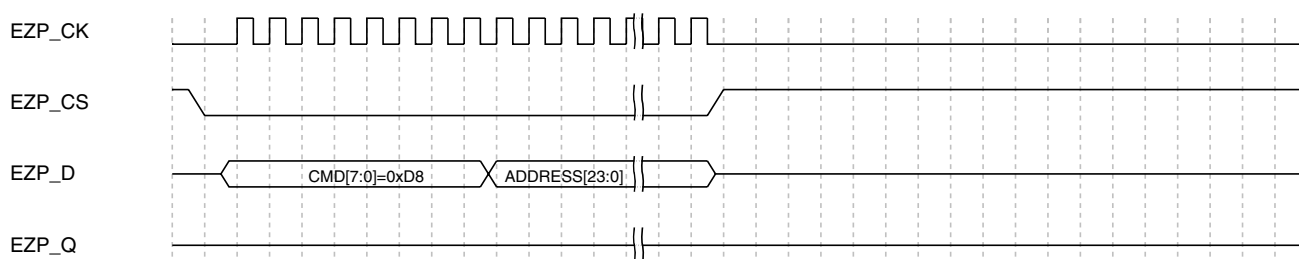 EZP_CK
EZP_CS
EZP_D CMD[7:0]=0xD8 ADDRESS[23:0]
EZP_Q